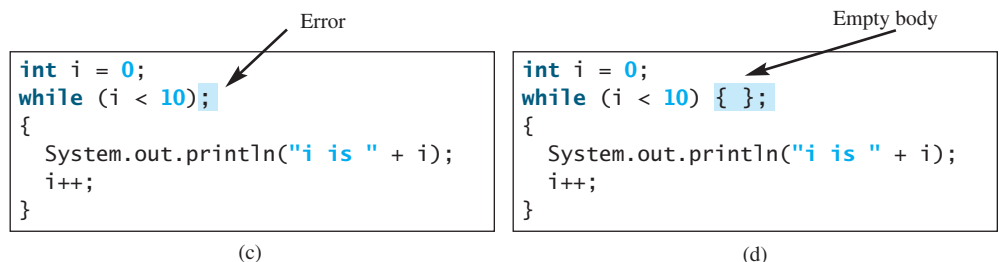 Error
int i = 0;
while (i < 10);
{
  System.out.println("i is " + i);
  i++;
}
(c)
Empty body
int i = 0;
while (i < 10) { };
{
  System.out.println("i is " + i);
  i++;
}
(d)